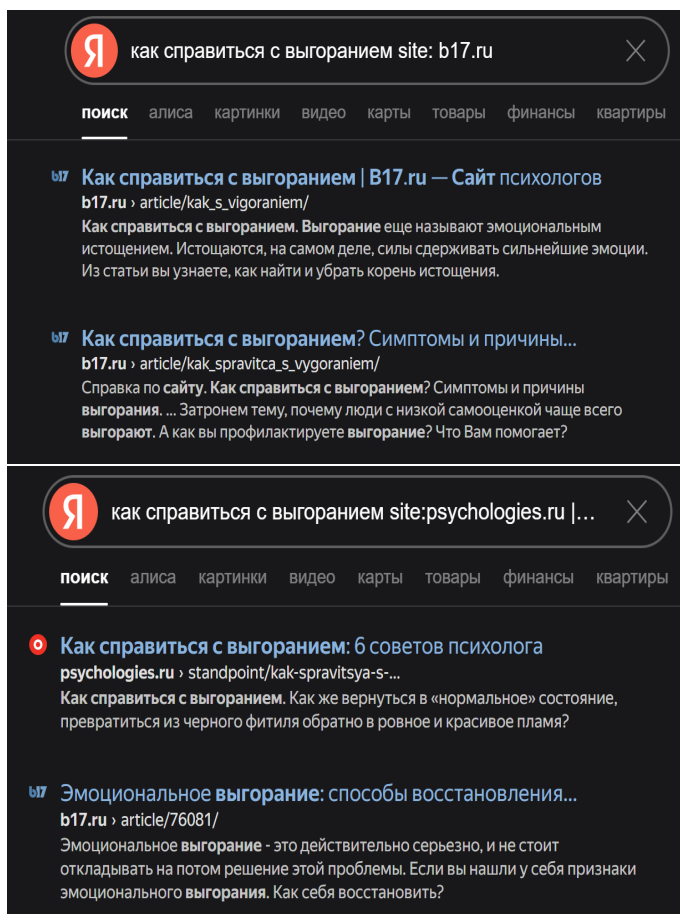 Я как справиться с выгоранием site: b17.ru
поиск алиса картинки видео карты товары финансы квартиры
b17 Как справиться с выгоранием | B17.ru — Сайт психологов
b17.ru › article/kak_s_vigoraniem/
Как справиться с выгоранием. Выгорание еще называют эмоциональным
истощением. Истощаются, на самом деле, силы сдерживать сильнейшие эмоции.
Из статьи вы узнаете, как найти и убрать корень истощения.
b17 Как справиться с выгоранием? Симптомы и причины...
b17.ru › article/kak_spravitca_s_vygoraniem/
Справка по сайту. Как справиться с выгоранием? Симптомы и причины
выгорания. ... Затронем тему, почему люди с низкой самооценкой чаще всего
выгорают. А как вы профилактируете выгорание? Что Вам помогает?
Я как справиться с выгоранием site:psychologies.ru |...
поиск алиса картинки видео карты товары финансы квартиры
Как справиться с выгоранием: 6 советов психолога
psychologies.ru › standpoint/kak-spravitsya-s-...
Как справиться с выгоранием. Как же вернуться в «нормальное» состояние,
превратиться из черного фитиля обратно в ровное и красивое пламя?
b17 Эмоциональное выгорание: способы восстановления...
b17.ru › article/76081/
Эмоциональное выгорание - это действительно серьезно, и не стоит
откладывать на потом решение этой проблемы. Если вы нашли у себя признаки
эмоционального выгорания. Как себя восстановить?